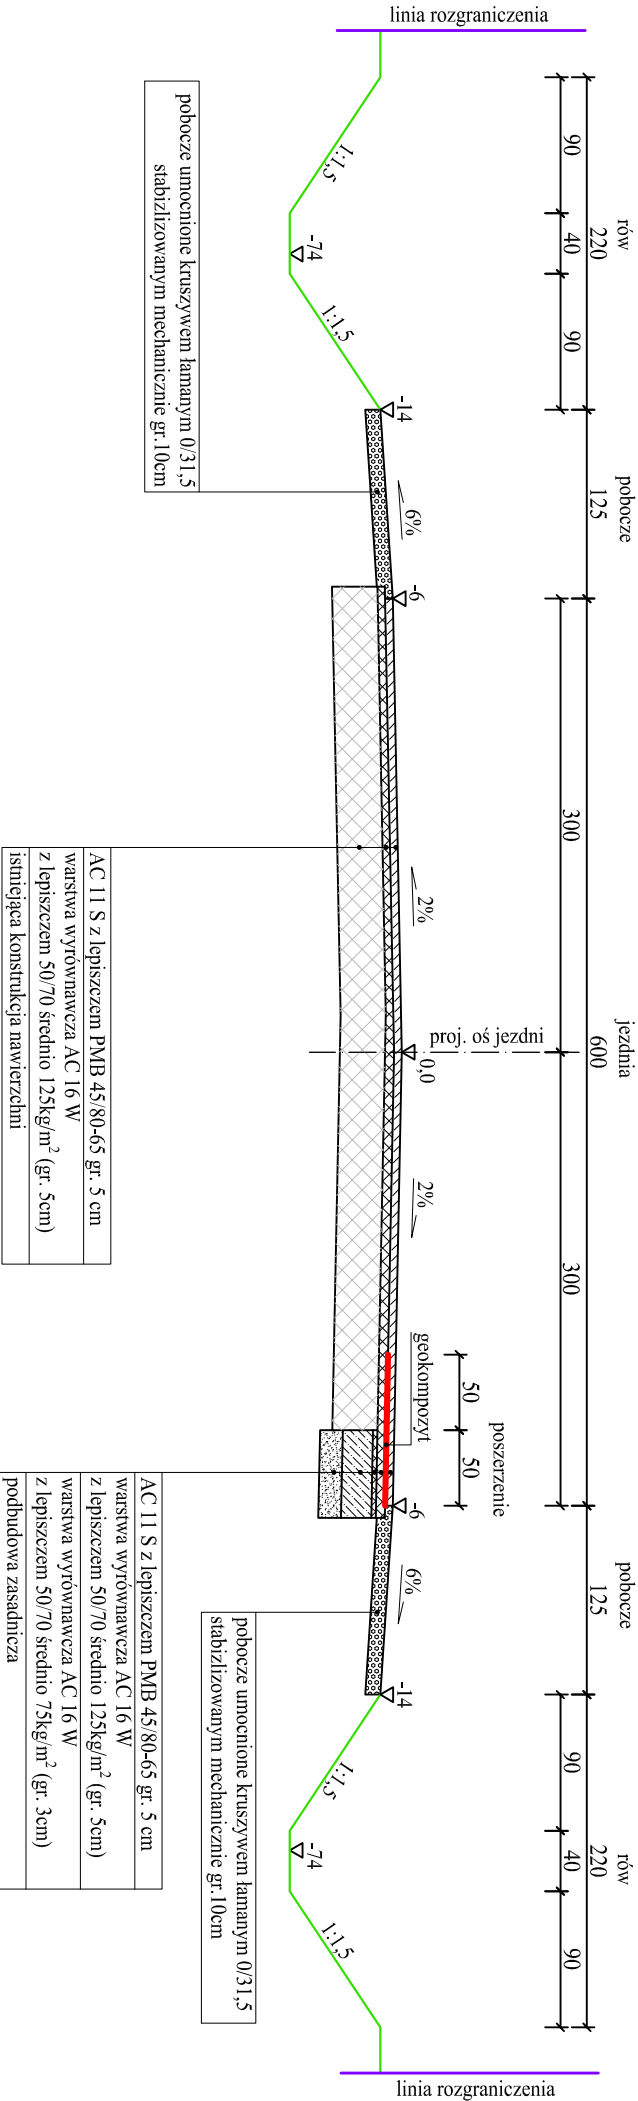 linia rozgraniczenia
rów
pobocze
jezdnia
pobocze
rów
220
125
600
125
220
90
40
90
300
300
90
40
90
poszerzenie
50
50
1:1,5
-74
1:1,5
-14
6%
-6
2%
proj. oś jezdni
0,0
2%
geokompozyt
-6
6%
-14
1:1,5
-74
1:1,5
linia rozgraniczenia
pobocze umocnione kruszywem łamanym 0/31,5
stabizlizowanym mechanicznie gr.10cm
AC 11 S z lepiszczem PMB 45/80-65 gr. 5 cm
warstwa wyrównawcza AC 16 W
z lepiszczem 50/70 średnio 125kg/m² (gr. 5cm)
istniejąca konstrukcja nawierzchni
pobocze umocnione kruszywem łamanym 0/31,5
stabizlizowanym mechanicznie gr.10cm
AC 11 S z lepiszczem PMB 45/80-65 gr. 5 cm
warstwa wyrównawcza AC 16 W
z lepiszczem 50/70 średnio 125kg/m² (gr. 5cm)
warstwa wyrównawcza AC 16 W
z lepiszczem 50/70 średnio 75kg/m² (gr. 3cm)
podbudowa zasadnicza